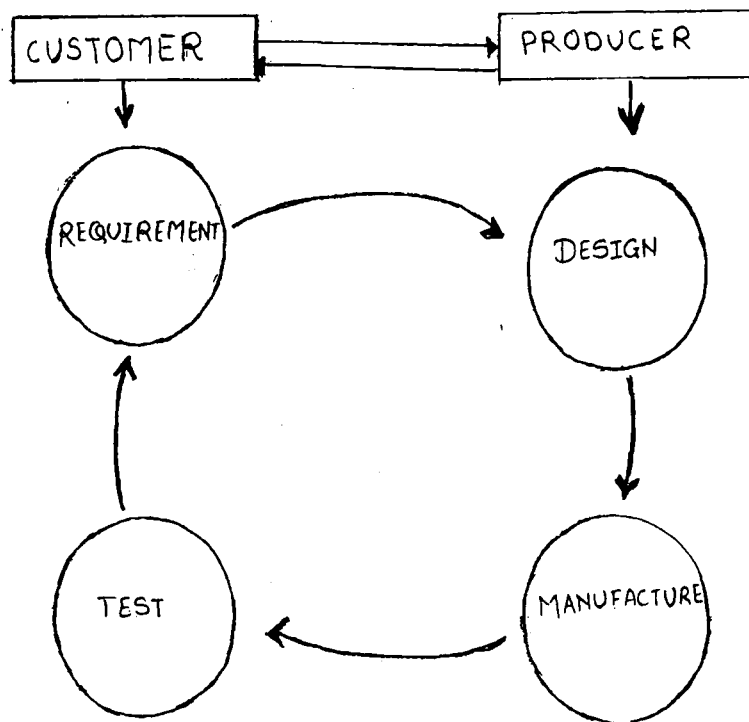 CUSTOMER
PRODUCER
REQUIREMENT
DESIGN
TEST
MANUFACTURE